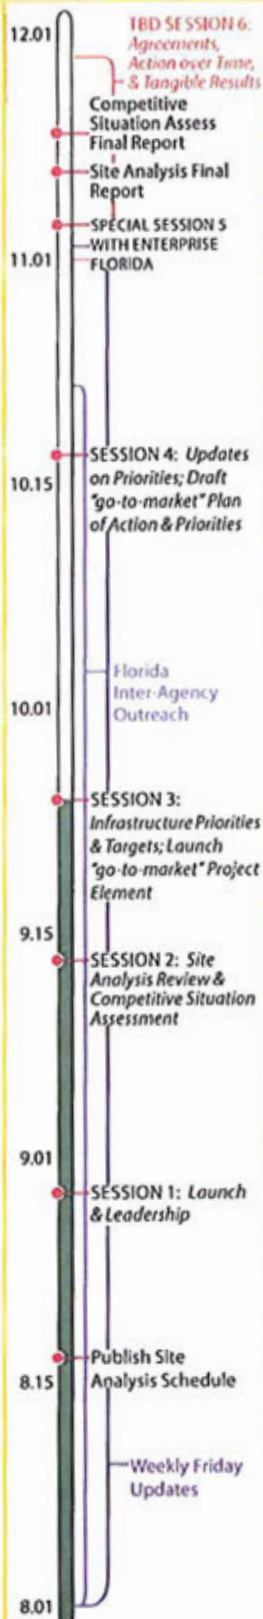 12.01
TBD SESSION 6:
Agreements,
Action over Time,
& Tangible Results
Competitive
Situation Assess
Final Report
Site Analysis Final
Report
SPECIAL SESSION 5
WITH ENTERPRISE
FLORIDA
11.01
SESSION 4: Updates
on Priorities; Draft
"go-to-market" Plan
of Action & Priorities
10.15
Florida
Inter-Agency
Outreach
10.01
SESSION 3:
Infrastructure Priorities
& Targets; Launch
"go-to-market" Project
Element
9.15
SESSION 2: Site
Analysis Review &
Competitive Situation
Assessment
9.01
SESSION 1: Launch
& Leadership
Publish Site
Analysis Schedule
8.15
Weekly Friday
Updates
8.01